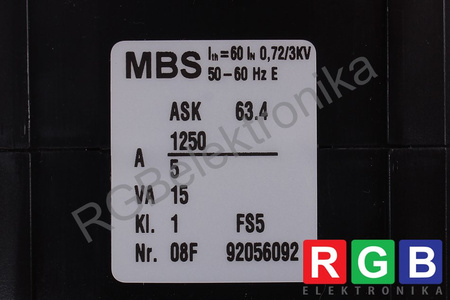 MBS Ith=60 IN 0,72/3KV
50-60 Hz E
ASK 63.4
A 1250/5
VA 15
Kl. 1 FS5
Nr. 08F 92056092
RGBelektronika
RGB
ELEKTRONIKA